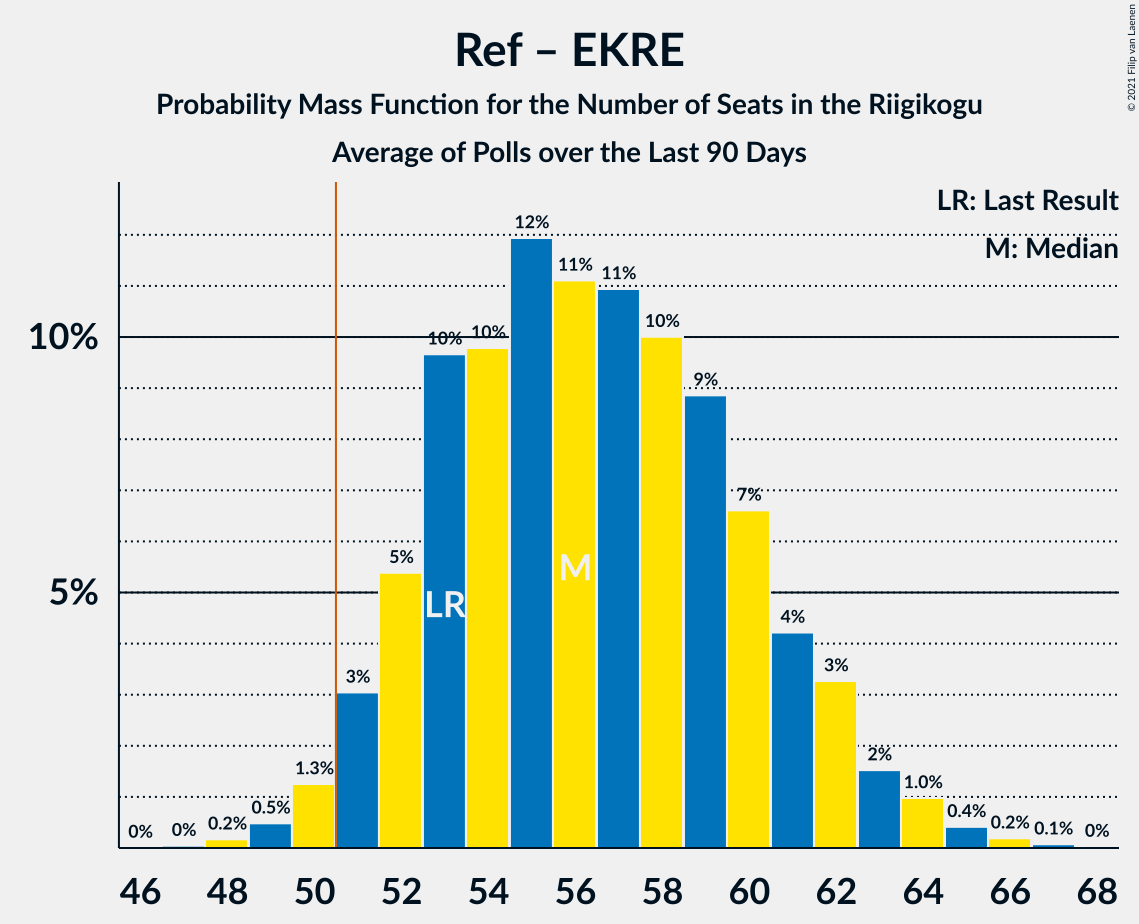 Ref – EKRE
Probability Mass Function for the Number of Seats in the Riigikogu
Average of Polls over the Last 90 Days
© 2021 Filip van Laenen
LR: Last Result
M: Median
10%
5%
0%
0%
0.2%
0.5%
1.3%
3%
5%
10%
10%
12%
11%
11%
10%
9%
7%
4%
3%
2%
1.0%
0.4%
0.2%
0.1%
0%
LR
M
46 48 50 52 54 56 58 60 62 64 66 68